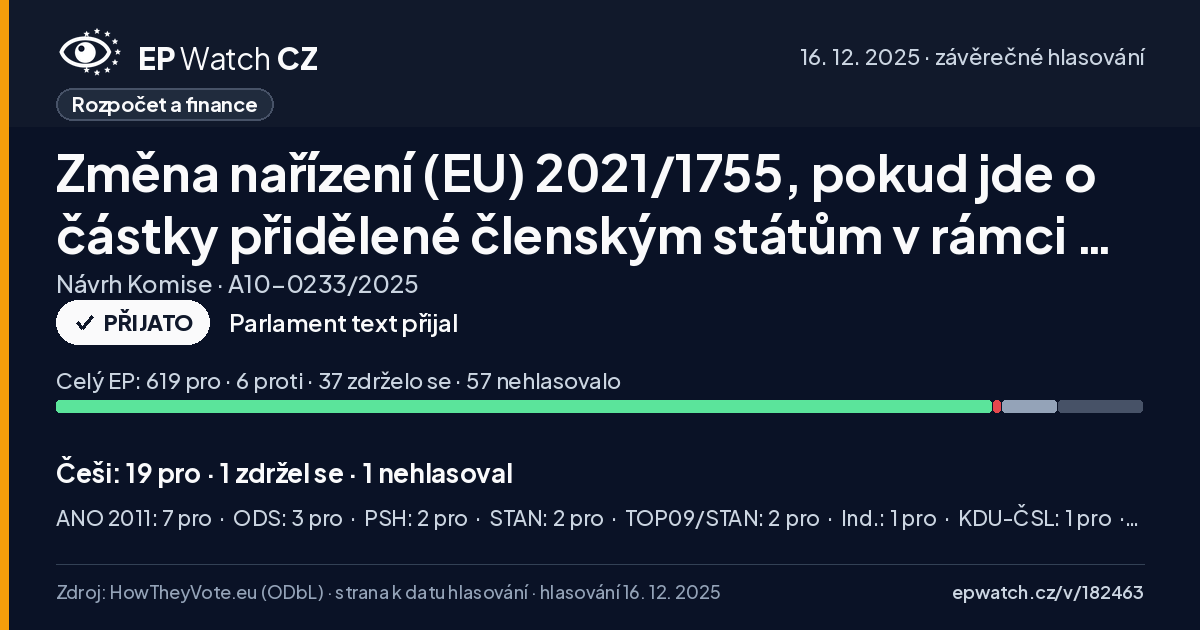 EP Watch CZ
16. 12. 2025 · závěrečné hlasování
Rozpočet a finance
Změna nařízení (EU) 2021/1755, pokud jde o
částky přidělené členským státům v rámci …
Návrh Komise · A10-0233/2025
✓ PŘIJATO Parlament text přijal
Celý EP: 619 pro · 6 proti · 37 zdrželo se · 57 nehlasovalo
Češi: 19 pro · 1 zdržel se · 1 nehlasoval
ANO 2011: 7 pro · ODS: 3 pro · PSH: 2 pro · STAN: 2 pro · TOP09/STAN: 2 pro · Ind.: 1 pro · KDU-ČSL: 1 pro ·…
Zdroj: HowTheyVote.eu (ODbL) · strana k datu hlasování · hlasování 16. 12. 2025
epwatch.cz/v/182463